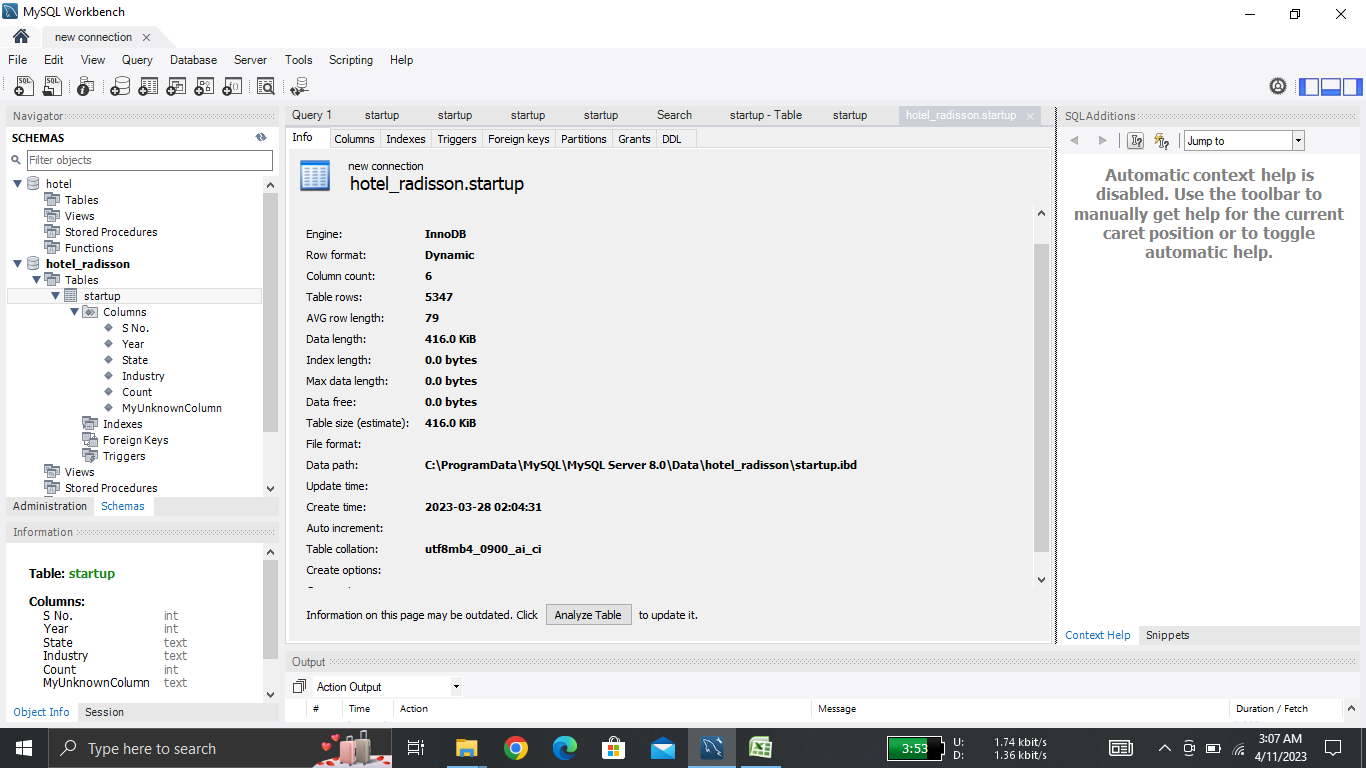 MySQL Workbench
new connection
File Edit View Query Database Server Tools Scripting Help
Navigator
SCHEMAS
Filter objects
hotel
Tables
Views
Stored Procedures
Functions
hotel_radisson
Tables
startup
Columns
S No.
Year
State
Industry
Count
MyUnknownColumn
Indexes
Foreign Keys
Triggers
Views
Stored Procedures
Administration Schemas
Information
Table: startup
Columns:
S No. int
Year int
State text
Industry text
Count int
MyUnknownColumn text
Object Info Session
Query 1 startup startup startup startup Search startup - Table startup hotel_radisson.startup
Info Columns Indexes Triggers Foreign keys Partitions Grants DDL
new connection
hotel_radisson.startup
Engine: InnoDB
Row format: Dynamic
Column count: 6
Table rows: 5347
AVG row length: 79
Data length: 416.0 KiB
Index length: 0.0 bytes
Max data length: 0.0 bytes
Data free: 0.0 bytes
Table size (estimate): 416.0 KiB
File format:
Data path: C:\ProgramData\MySQL\MySQL Server 8.0\Data\hotel_radisson\startup.ibd
Update time:
Create time: 2023-03-28 02:04:31
Auto increment:
Table collation: utf8mb4_0900_ai_ci
Create options:
Information on this page may be outdated. Click Analyze Table to update it.
SQLAdditions
Jump to
Automatic context help is
disabled. Use the toolbar to
manually get help for the current
caret position or to toggle
automatic help.
Context Help Snippets
Output
Action Output
# Time Action Message Duration / Fetch
Type here to search
3:53
U: 1.74 kbit/s
D: 1.36 kbit/s
3:07 AM
4/11/2023